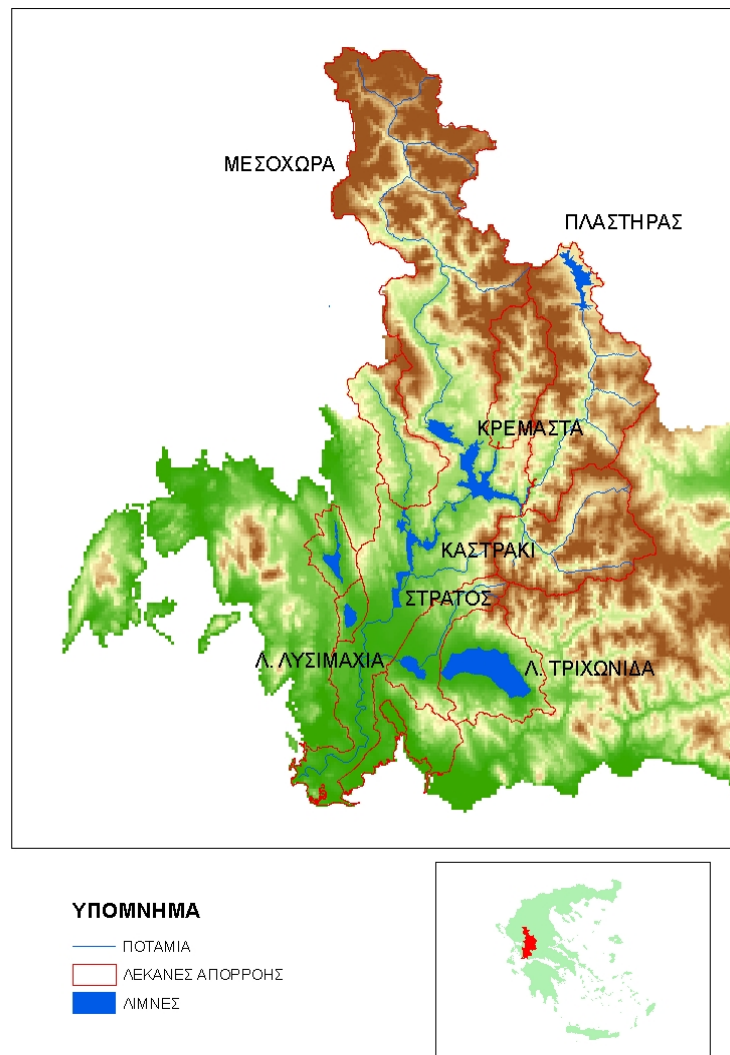 ΜΕΣΟΧΩΡΑ
ΠΛΑΣΤΗΡΑΣ
ΚΡΕΜΑΣΤΑ
ΚΑΣΤΡΑΚΙ
ΣΤΡΑΤΟΣ
Λ. ΛΥΣΙΜΑΧΙΑ
Λ. ΤΡΙΧΩΝΙΔΑ
ΥΠΟΜΝΗΜΑ
ΠΟΤΑΜΙΑ
ΛΕΚΑΝΕΣ ΑΠΟΡΡΟΗΣ
ΛΙΜΝΕΣ